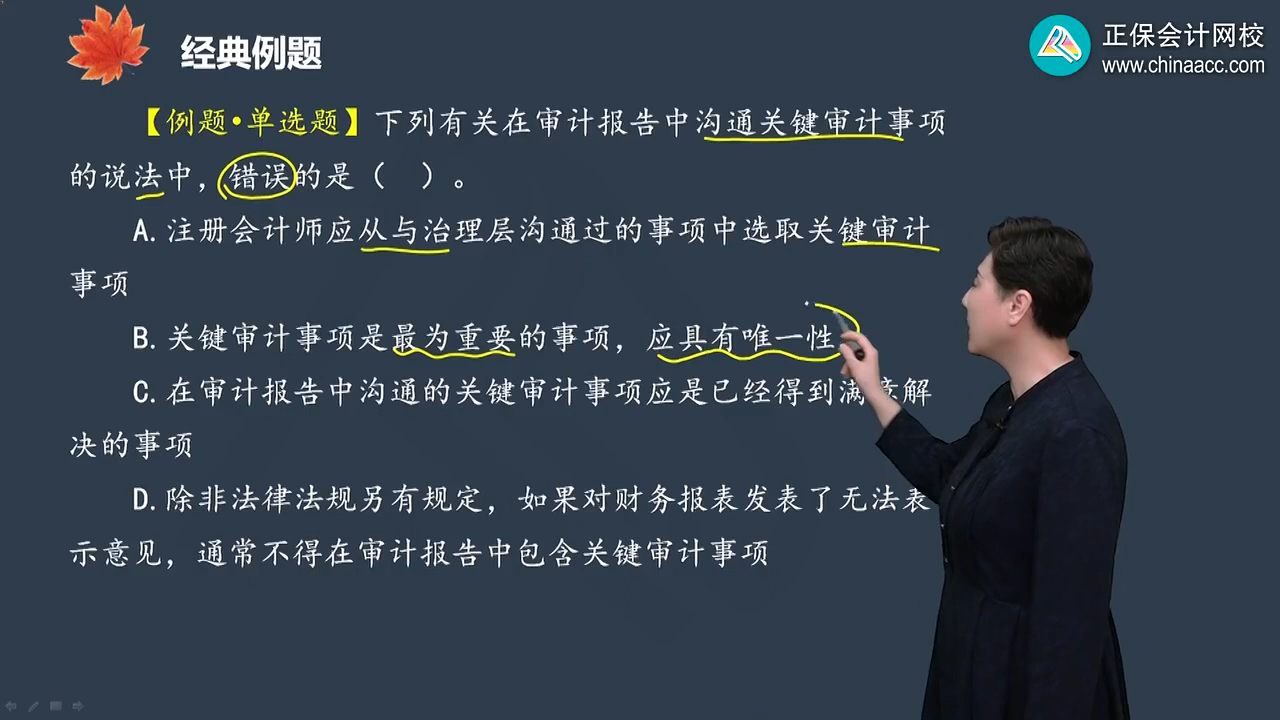 经典例题
正保会计网校
www.chinaacc.com
【例题·单选题】下列有关在审计报告中沟通关键审计事项
的说法中，错误的是（ ）。
A.注册会计师应从与治理层沟通过的事项中选取关键审计
事项
B.关键审计事项是最为重要的事项，应具有唯一性
C.在审计报告中沟通的关键审计事项应是已经得到满意解
决的事项
D.除非法律法规另有规定，如果对财务报表发表了无法表
示意见，通常不得在审计报告中包含关键审计事项